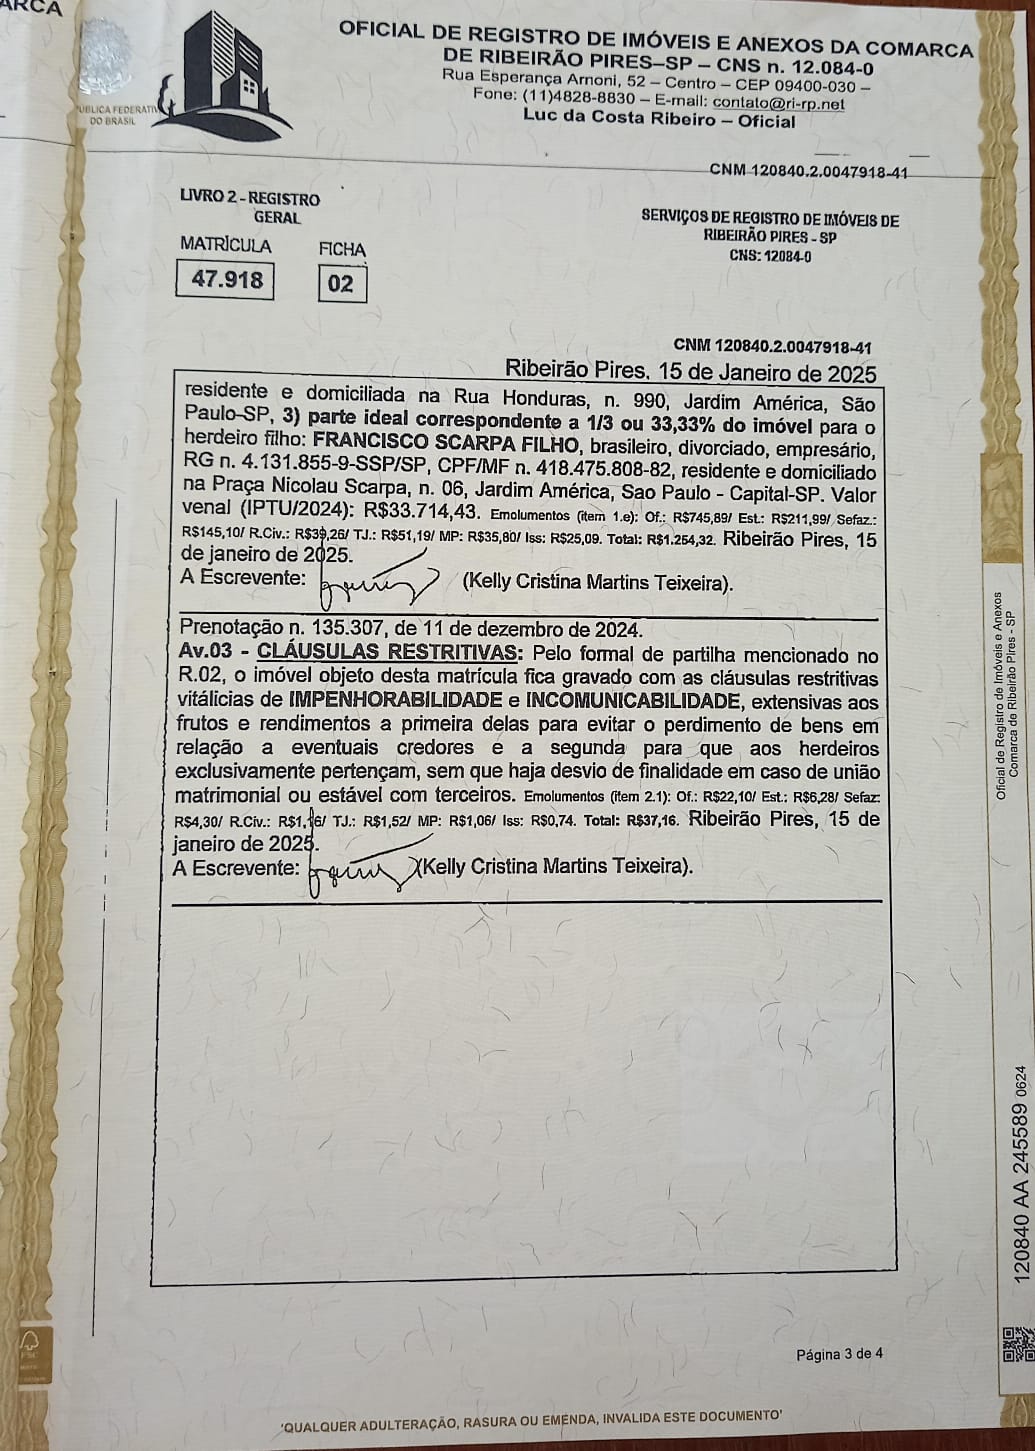 ARCA
OFICIAL DE REGISTRO DE IMÓVEIS E ANEXOS DA COMARCA
DE RIBEIRÃO PIRES–SP – CNS n. 12.084-0
Rua Esperança Arnoni, 52 – Centro – CEP 09400-030 –
Fone: (11)4828-8830 – E-mail: contato@ri-rp.net
Luc da Costa Ribeiro – Oficial
DO BRASIL
CNM 120840.2.0047918-41
LIVRO 2 - REGISTRO
GERAL
SERVIÇOS DE REGISTRO DE IMÓVEIS DE
RIBEIRÃO PIRES - SP
CNS: 12084-0
MATRÍCULA FICHA
47.918 02
CNM 120840.2.0047918-41
Ribeirão Pires, 15 de Janeiro de 2025
residente e domiciliada na Rua Honduras, n. 990, Jardim América, São
Paulo-SP, 3) parte ideal correspondente a 1/3 ou 33,33% do imóvel para o
herdeiro filho: FRANCISCO SCARPA FILHO, brasileiro, divorciado, empresário,
RG n. 4.131.855-9-SSP/SP, CPF/MF n. 418.475.808-82, residente e domiciliado
na Praça Nicolau Scarpa, n. 06, Jardim América, Sao Paulo - Capital-SP. Valor
venal (IPTU/2024): R$33.714,43. Emolumentos (item 1.e): Of.: R$745,89/ Est.: R$211,99/ Sefaz.:
R$145,10/ R.Civ.: R$39,26/ TJ.: R$51,19/ MP.: R$35,80/ Iss: R$25,09. Total: R$1.254,32. Ribeirão Pires, 15
de janeiro de 2025.
A Escrevente: (Kelly Cristina Martins Teixeira).
Prenotação n. 135.307, de 11 de dezembro de 2024.
Av.03 - CLÁUSULAS RESTRITIVAS: Pelo formal de partilha mencionado no
R.02, o imóvel objeto desta matrícula fica gravado com as cláusulas restritivas
vitálicias de IMPENHORABILIDADE e INCOMUNICABILIDADE, extensivas aos
frutos e rendimentos a primeira delas para evitar o perdimento de bens em
relação a eventuais credores e a segunda para que aos herdeiros
exclusivamente pertençam, sem que haja desvio de finalidade em caso de união
matrimonial ou estável com terceiros. Emolumentos (item 2.1): Of.: R$22,10/ Est.: R$6,28/ Sefaz:
R$4,30/ R.Civ.: R$1,16/ TJ.: R$1,52/ MP.: R$1,06/ Iss: R$0,74. Total: R$37,16. Ribeirão Pires, 15 de
janeiro de 2025.
A Escrevente: (Kelly Cristina Martins Teixeira).
Oficial de Registro de Imóveis e Anexos
Comarca de Ribeirão Pires - SP
120840 AA 245589 0624
FSC
Página 3 de 4
'QUALQUER ADULTERAÇÃO, RASURA OU EMENDA, INVALIDA ESTE DOCUMENTO'